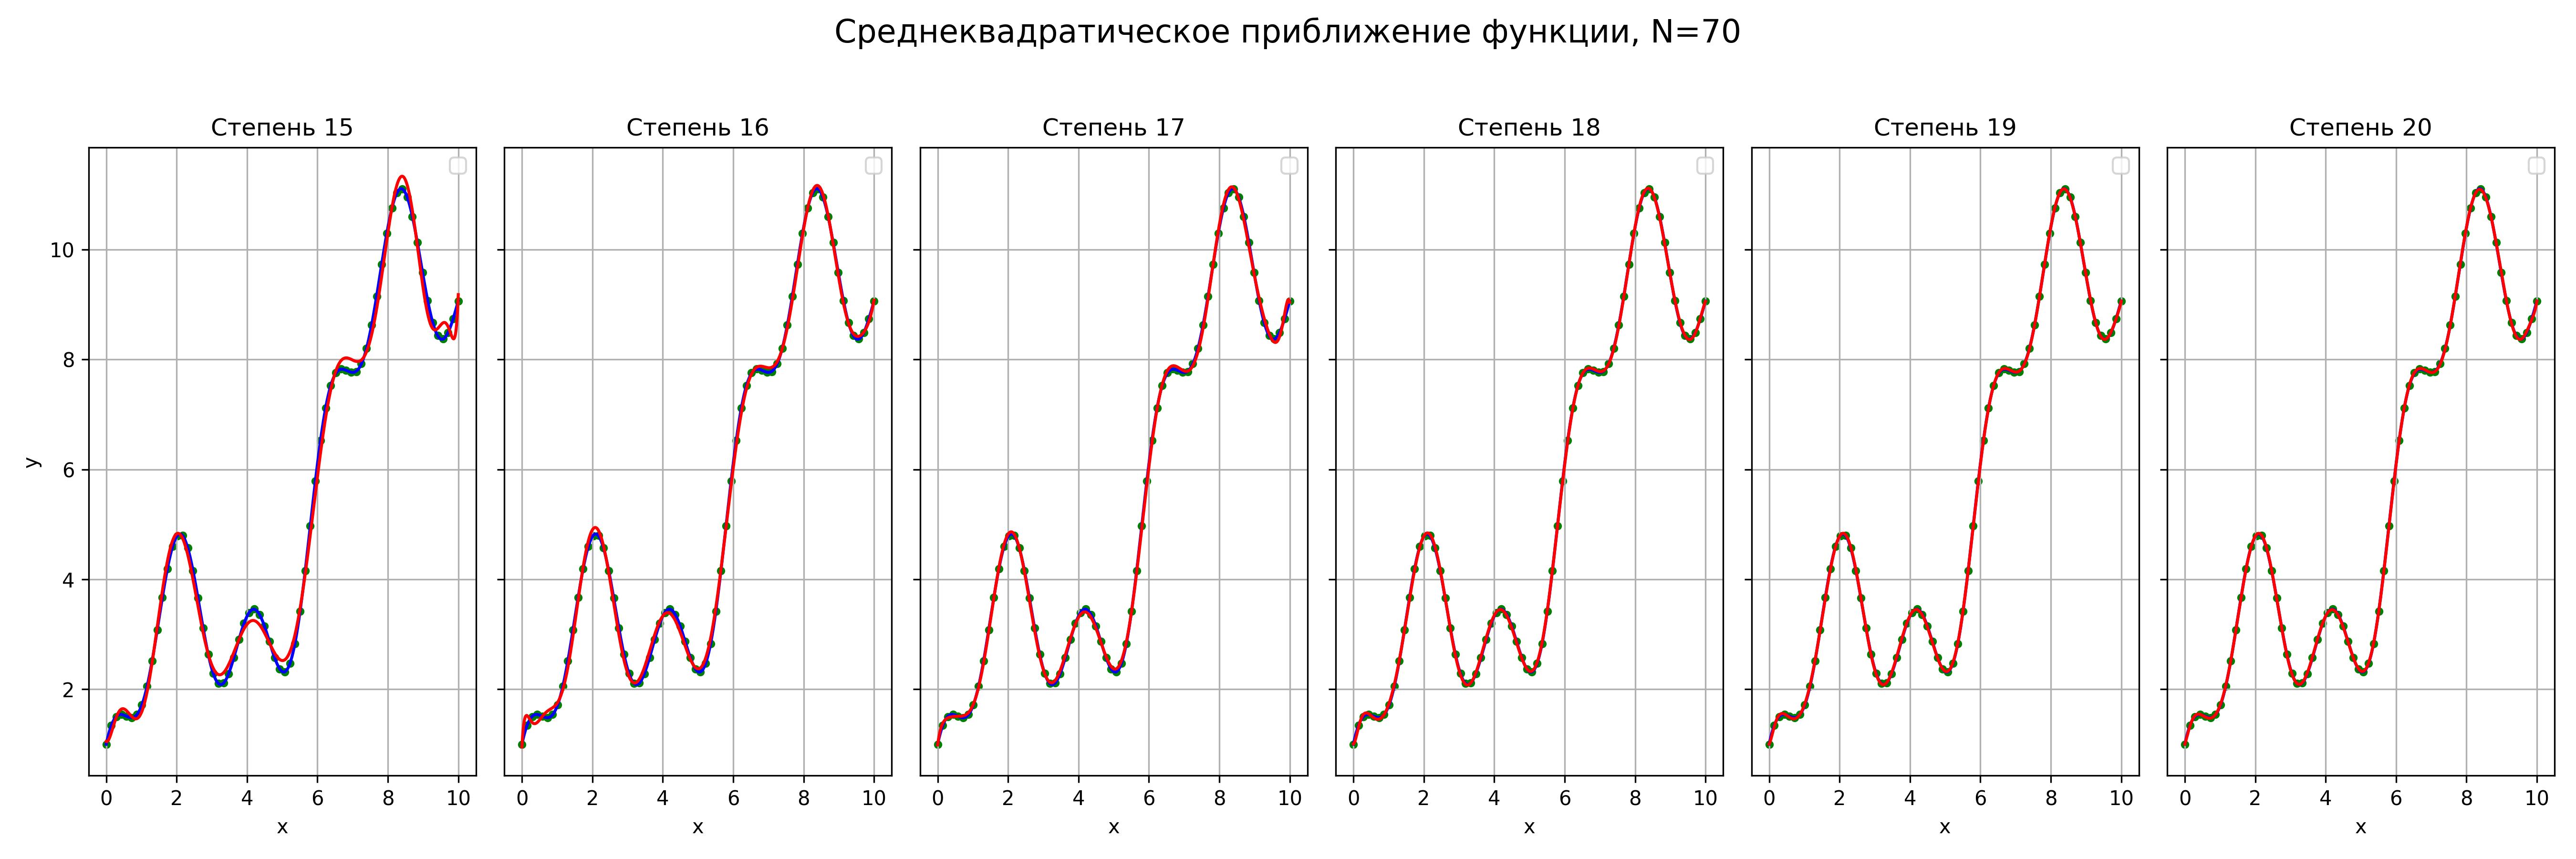 Среднеквадратическое приближение функции, N=70
Степень 15 Степень 16 Степень 17 Степень 18 Степень 19 Степень 20
10
8
6
4
2
y
0 2 4 6 8 10 0 2 4 6 8 10 0 2 4 6 8 10 0 2 4 6 8 10 0 2 4 6 8 10 0 2 4 6 8 10
x x x x x x